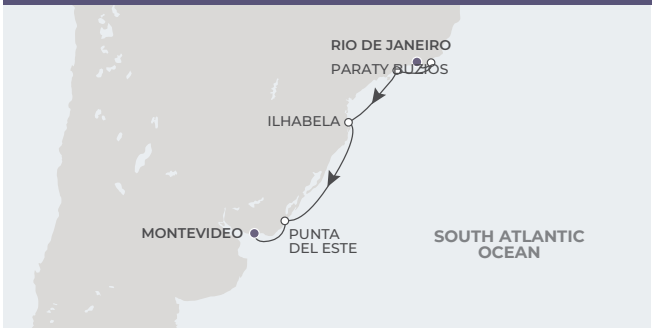 RIO DE JANEIRO
PARATY BUZIOS
ILHABELA
MONTEVIDEO
PUNTA
DEL ESTE
SOUTH ATLANTIC
OCEAN